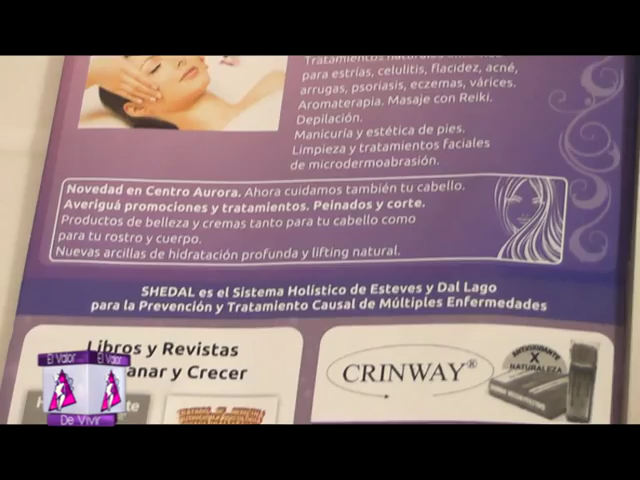 Tratamientos
para estrías, celulitis, flacidez, acné,
arrugas, psoriasis, eczemas, várices.
Aromaterapia. Masaje con Reiki.
Depilación.
Manicuría y estética de pies.
Limpieza y tratamientos faciales
de microdermoabrasión.
Novedad en Centro Aurora. Ahora cuidamos también tu cabello.
Averiguá promociones y tratamientos. Peinados y corte.
Productos de belleza y cremas tanto para tu cabello como
para tu rostro y cuerpo.
Nuevas arcillas de hidratación profunda y lifting natural.
SHEDAL es el Sistema Holístico de Esteves y Dal Lago
para la Prevención y Tratamiento Causal de Múltiples Enfermedades
Libros y Revistas
anar y Crecer
CRINWAY®
ANTIOXIDANTE
X
NATURALEZA
El Valor
El Valor
De Vivir